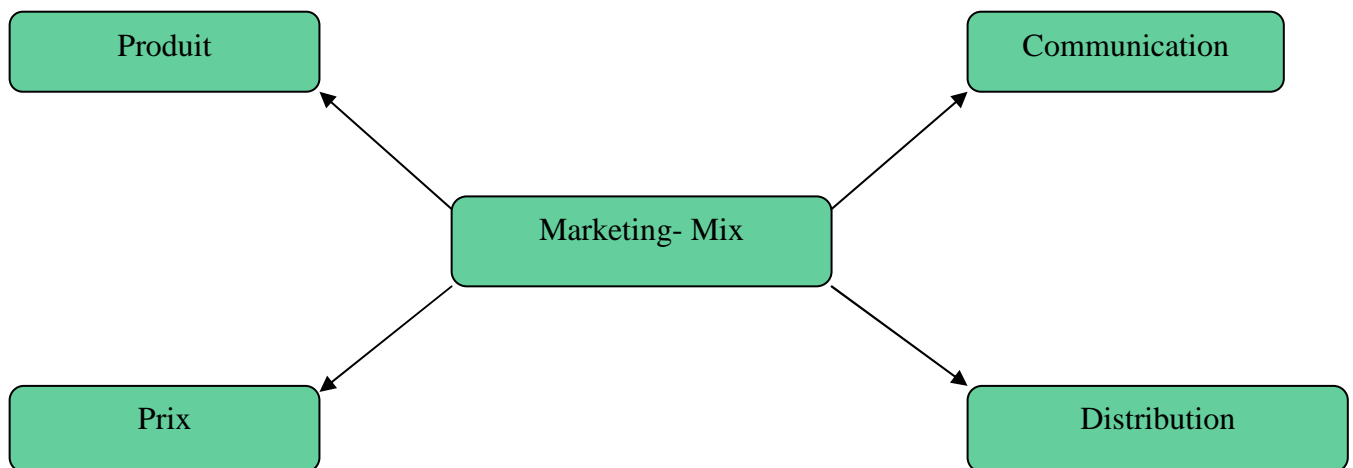 Produit
Communication
Marketing- Mix
Prix
Distribution